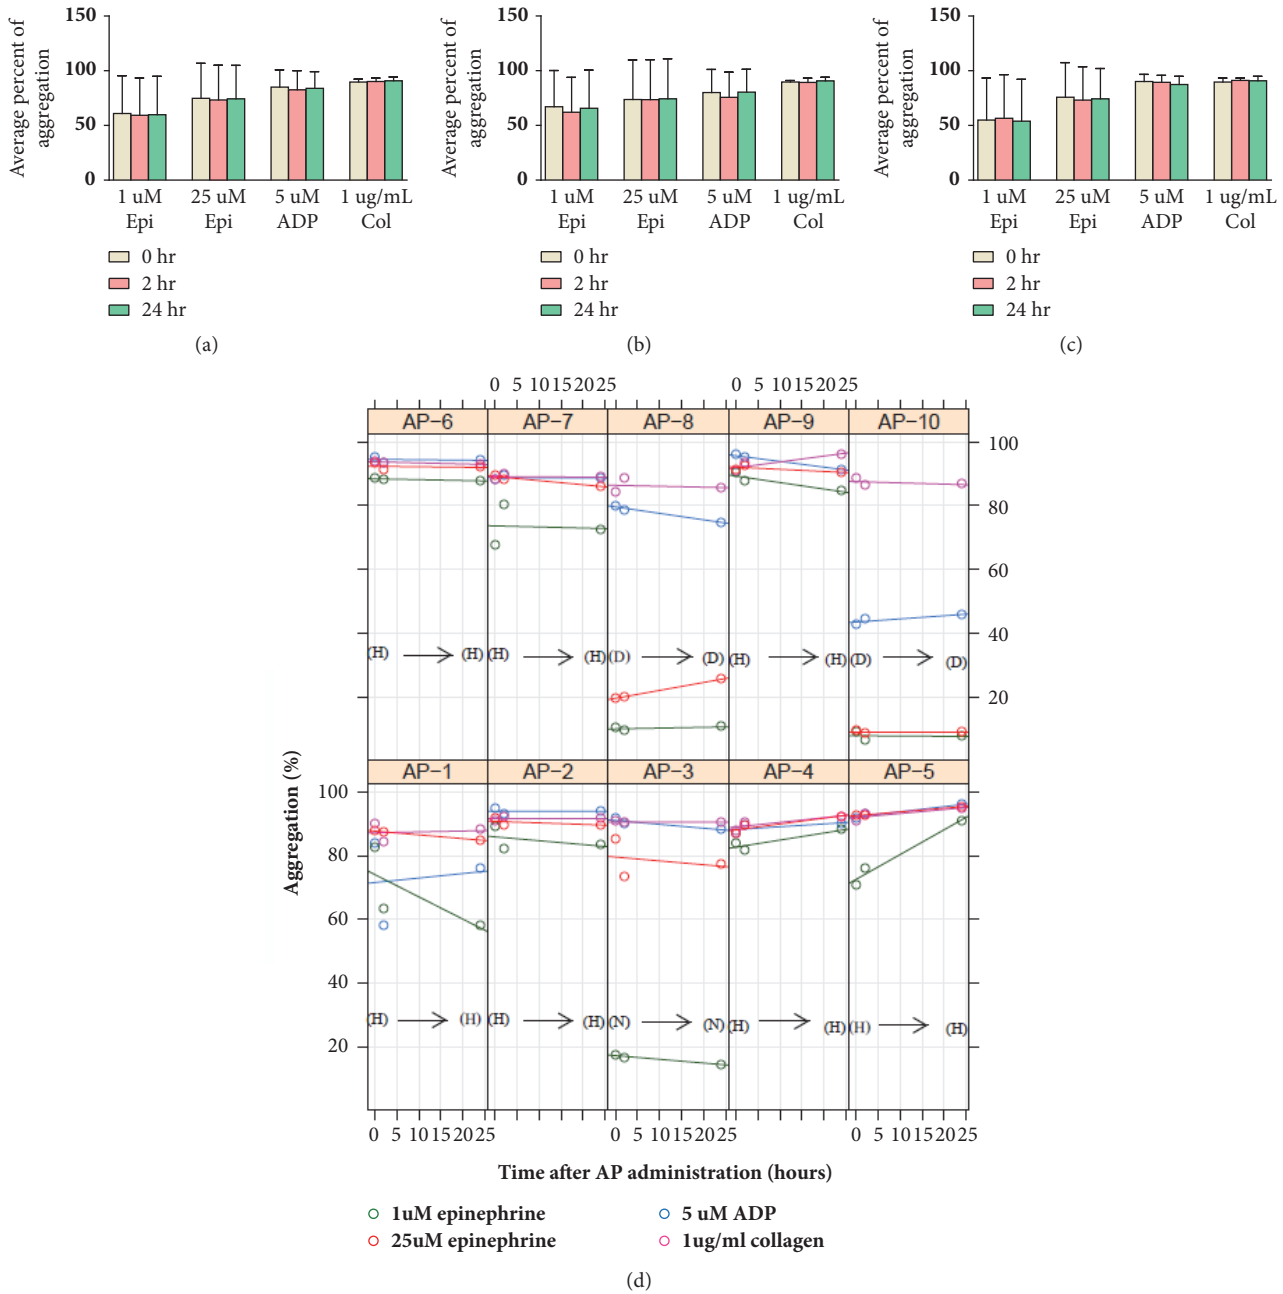 Average percent of
aggregation
150
100
50
0
1 uM
Epi
25 uM
Epi
5 uM
ADP
1 ug/mL
Col
0 hr
2 hr
24 hr
(a)
Average percent of
aggregation
150
100
50
0
1 uM
Epi
25 uM
Epi
5 uM
ADP
1 ug/mL
Col
0 hr
2 hr
24 hr
(b)
Average percent of
aggregation
150
100
50
0
1 uM
Epi
25 uM
Epi
5 uM
ADP
1 ug/mL
Col
0 hr
2 hr
24 hr
(c)
0 5 10 15 20 25 0 5 10 15 20 25
AP-6 AP-7 AP-8 AP-9 AP-10
100
80
60
40
20
(H) (H) (H) (H) (D) (D) (H) (H) (D) (D)
AP-1 AP-2 AP-3 AP-4 AP-5
100
80
60
40
20
(H) (H) (H) (H) (N) (N) (H) (H) (H) (H)
Aggregation (%)
0 5 10 15 20 25 0 5 10 15 20 25 0 5 10 15 20 25
Time after AP administration (hours)
1uM epinephrine
25uM epinephrine
5 uM ADP
1ug/ml collagen
(d)